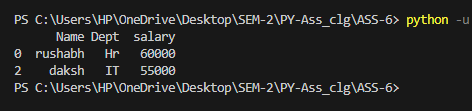 PS C:\Users\HP\OneDrive\Desktop\SEM-2\PY-Ass_clg\ASS-6> python -u
Name Dept salary
0 rushabh Hr 60000
2 daksh IT 55000
PS C:\Users\HP\OneDrive\Desktop\SEM-2\PY-Ass_clg\ASS-6>